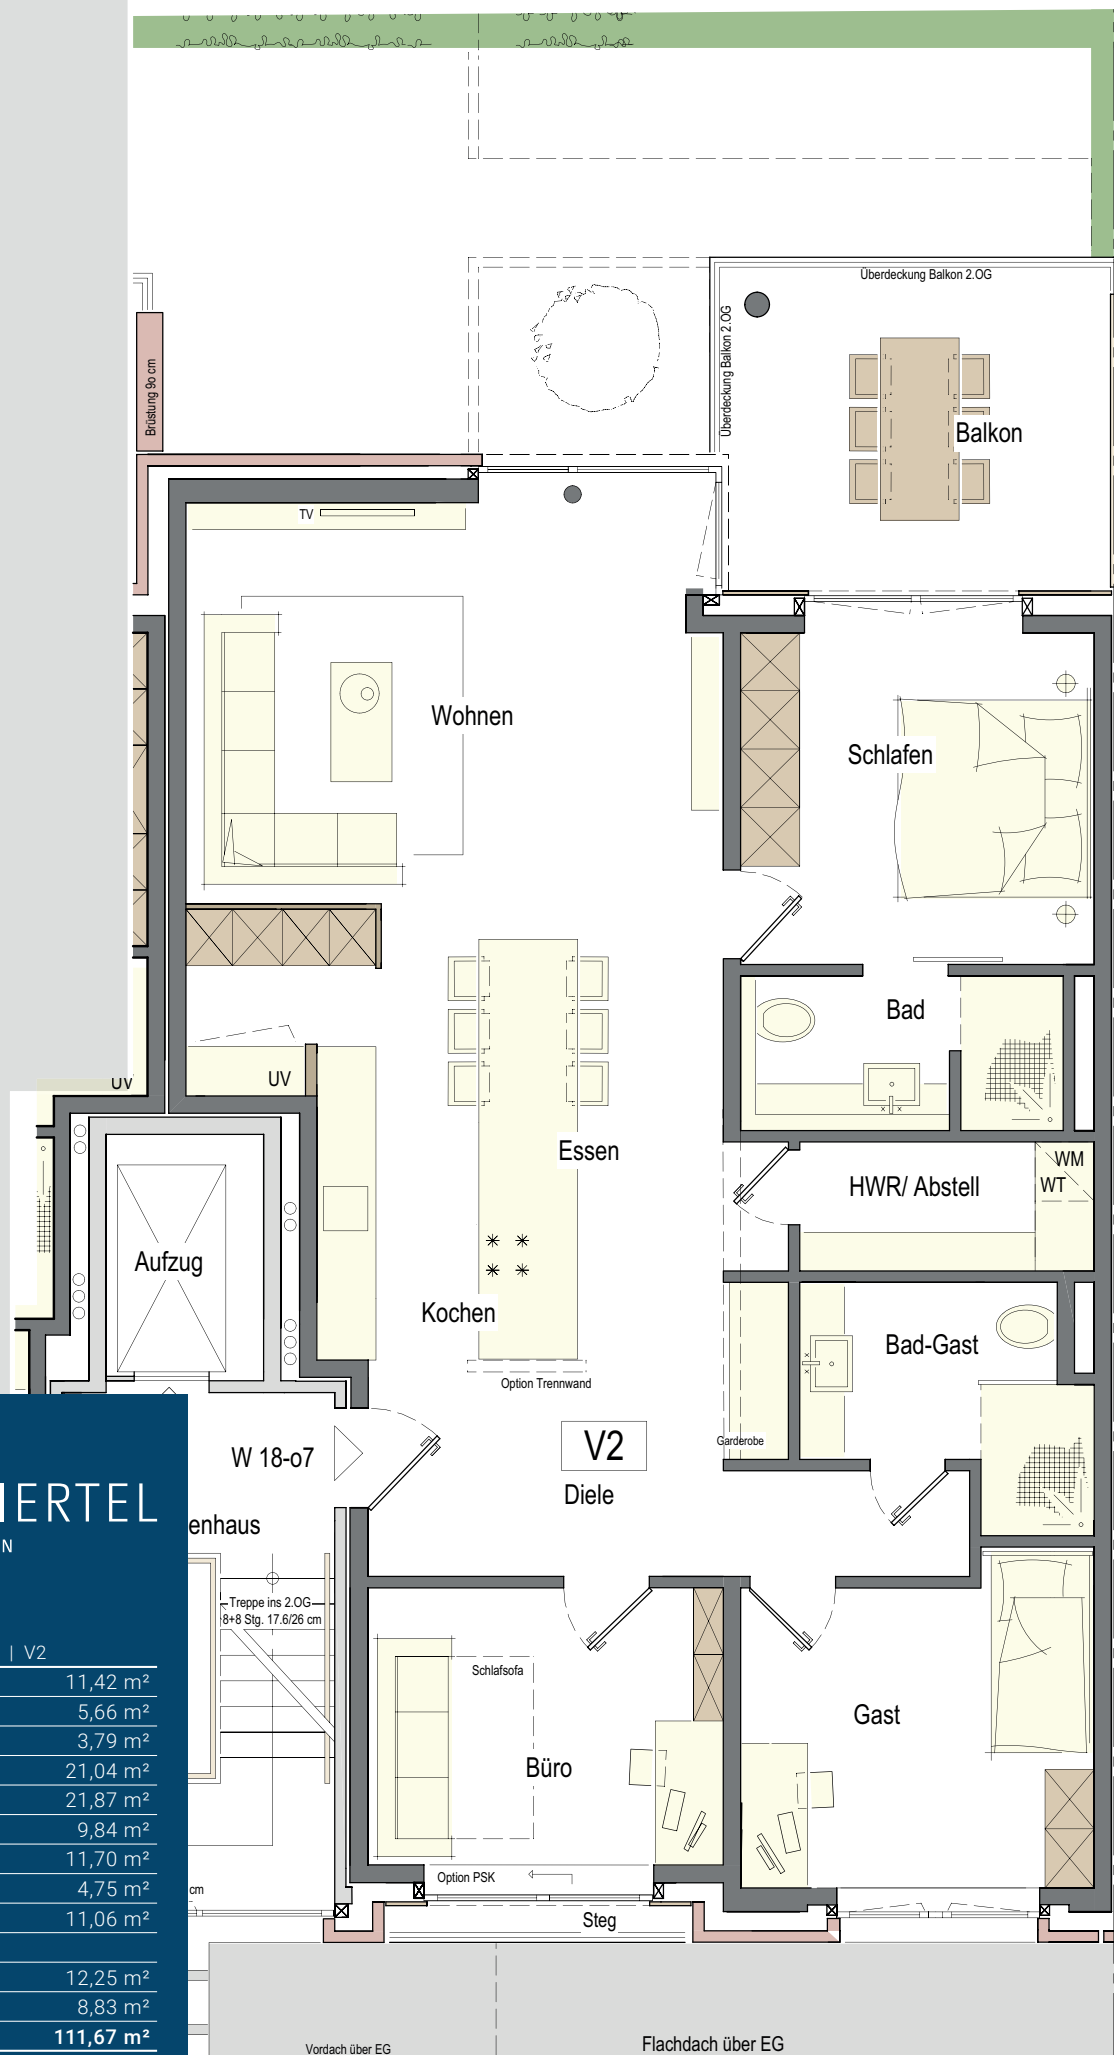 Überdeckung Balkon 2.OG
Überdeckung Balkon 2.OG
Brüstung 9o cm
Balkon
TV
Wohnen
Schlafen
Bad
UV
UV
Essen
WM
WT
HWR/ Abstell
Aufzug
Kochen
Bad-Gast
Option Trennwand
Garderobe
V2
W 18-o7
Diele
IERTEL
N
enhaus
Treppe ins 2.OG
8+8 Stg. 17.6/26 cm
| V2
Schlafsofa
11,42 m²
5,66 m²
3,79 m²
Gast
21,04 m²
Büro
21,87 m²
9,84 m²
11,70 m²
Option PSK
4,75 m²
cm
11,06 m²
Steg
12,25 m²
8,83 m²
111,67 m²
Flachdach über EG
Vordach über EG